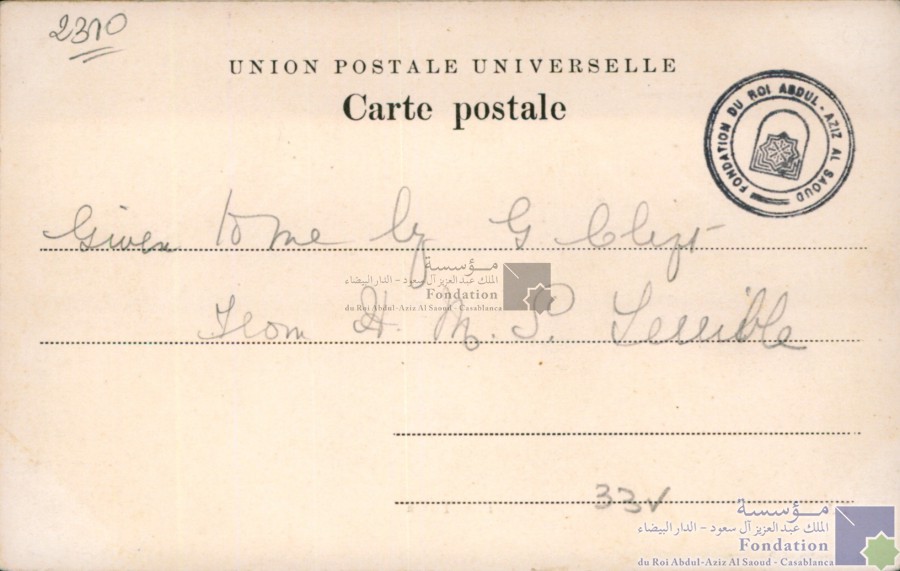 2310
UNION POSTALE UNIVERSELLE
Carte postale
FONDATION DU ROI ABDUL-AZIZ AL SAOUD
Given to me by G
مؤسسة
الملك عبد العزيز آل سعود - الدار البيضاء
Fondation
du Roi Abdul-Aziz Al Saoud - Casablanca
From H. M. S. Terrible
33v
مؤسسة
الملك عبد العزيز آل سعود - الدار البيضاء
Fondation
du Roi Abdul-Aziz Al Saoud - Casablanca